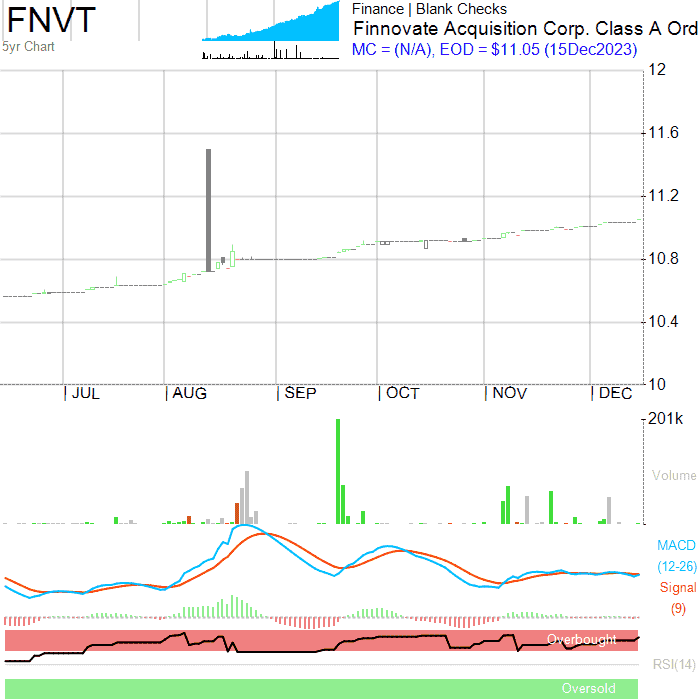 FNVT
5yr Chart
Finance | Blank Checks
Finnovate Acquisition Corp. Class A Ord
MC = (N/A), EOD = $11.05 (15Dec2023)
12
11.6
11.2
10.8
10.4
10
| JUL | AUG | SEP | OCT | NOV | DEC
201k
Volume
MACD
(12-26)
Signal
(9)
Overbought
RSI(14)
Oversold